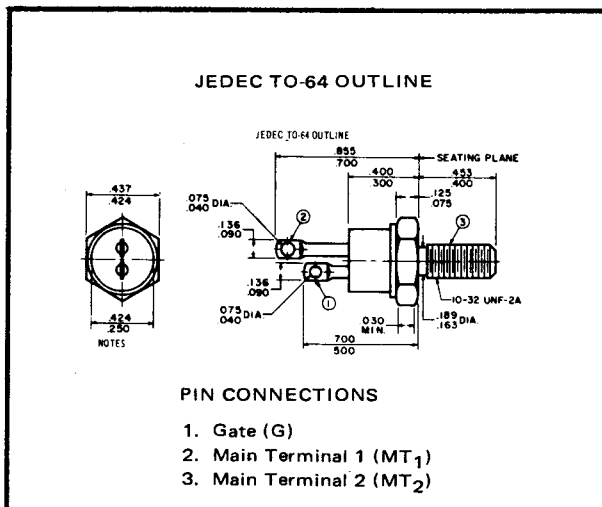 JEDEC TO-64 OUTLINE
JEDEC TO-64 OUTLINE
.855
.700
SEATING PLANE
.400
.300
.453
.400
.437
.424
.125
.075
.075 DIA.
.040
2
3
.136
.090
.136
.090
1
10-32 UNF-2A
.075 DIA
.040
.030
MIN.
.189 DIA.
.163
.424
.250
NOTES
.700
.500
PIN CONNECTIONS
1. Gate (G)
2. Main Terminal 1 (MT1)
3. Main Terminal 2 (MT2)